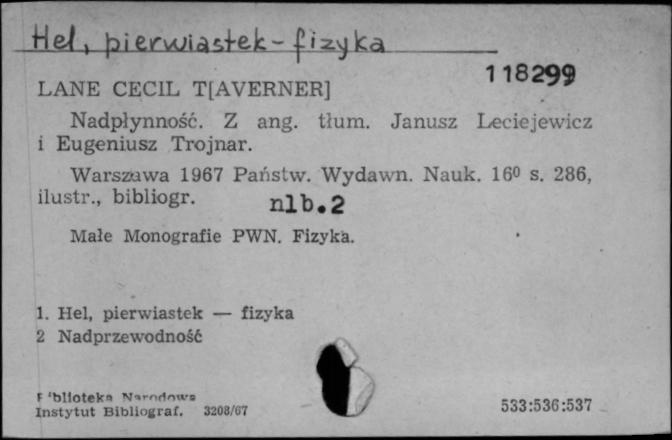 Hel, pierwiastek - fizyka
118299
LANE CECIL T[AVERNER]
Nadpłynność. Z ang. tłum. Janusz Leciejewicz
i Eugeniusz Trojnar.
Warszawa 1967 Państw. Wydawn. Nauk. 16⁰ s. 286,
ilustr., bibliogr. nlb.2
Małe Monografie PWN. Fizyka.
1. Hel, pierwiastek — fizyka
2 Nadprzewodność
Biblioteka Narodowa
Instytut Bibliograf. 3208/67
533:536:537